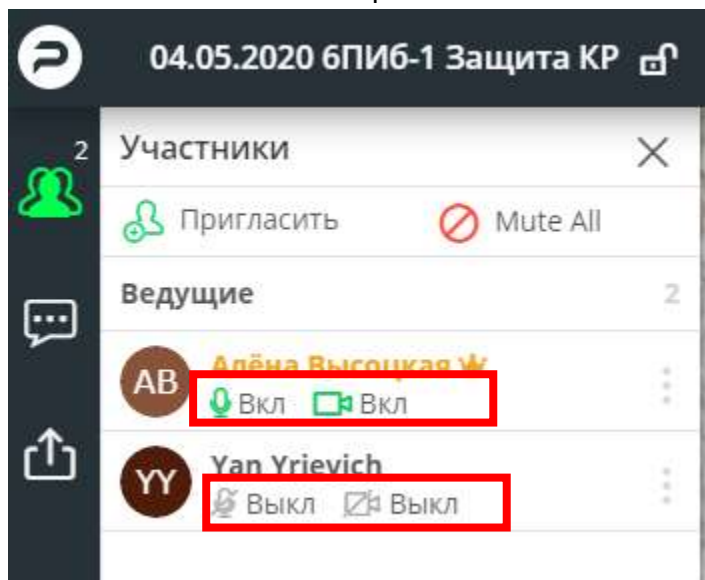 04.05.2020 6ПИб-1 Защита КР
2
Участники
Пригласить
Mute All
Ведущие
2
АВ
Алёна Высоцкая
Вкл
Вкл
YY
Yan Yrievich
Выкл
Выкл